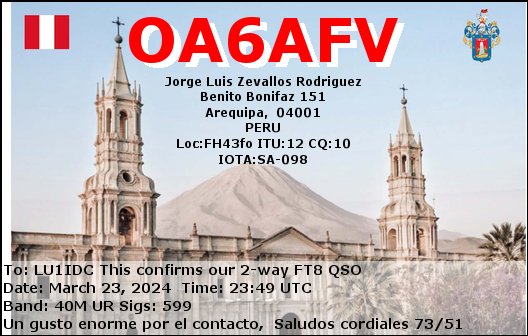 OA6AFV
Jorge Luis Zevallos Rodriguez
Benito Bonifaz 151
Arequipa, 04001
PERU
Loc:FH43fo ITU:12 CQ:10
IOTA:SA-098
To: LU1IDC This confirms our 2-way FT8 QSO
Date: March 23, 2024 Time: 23:49 UTC
Band: 40M UR Sigs: 599
Un gusto enorme por el contacto, Saludos cordiales 73/51